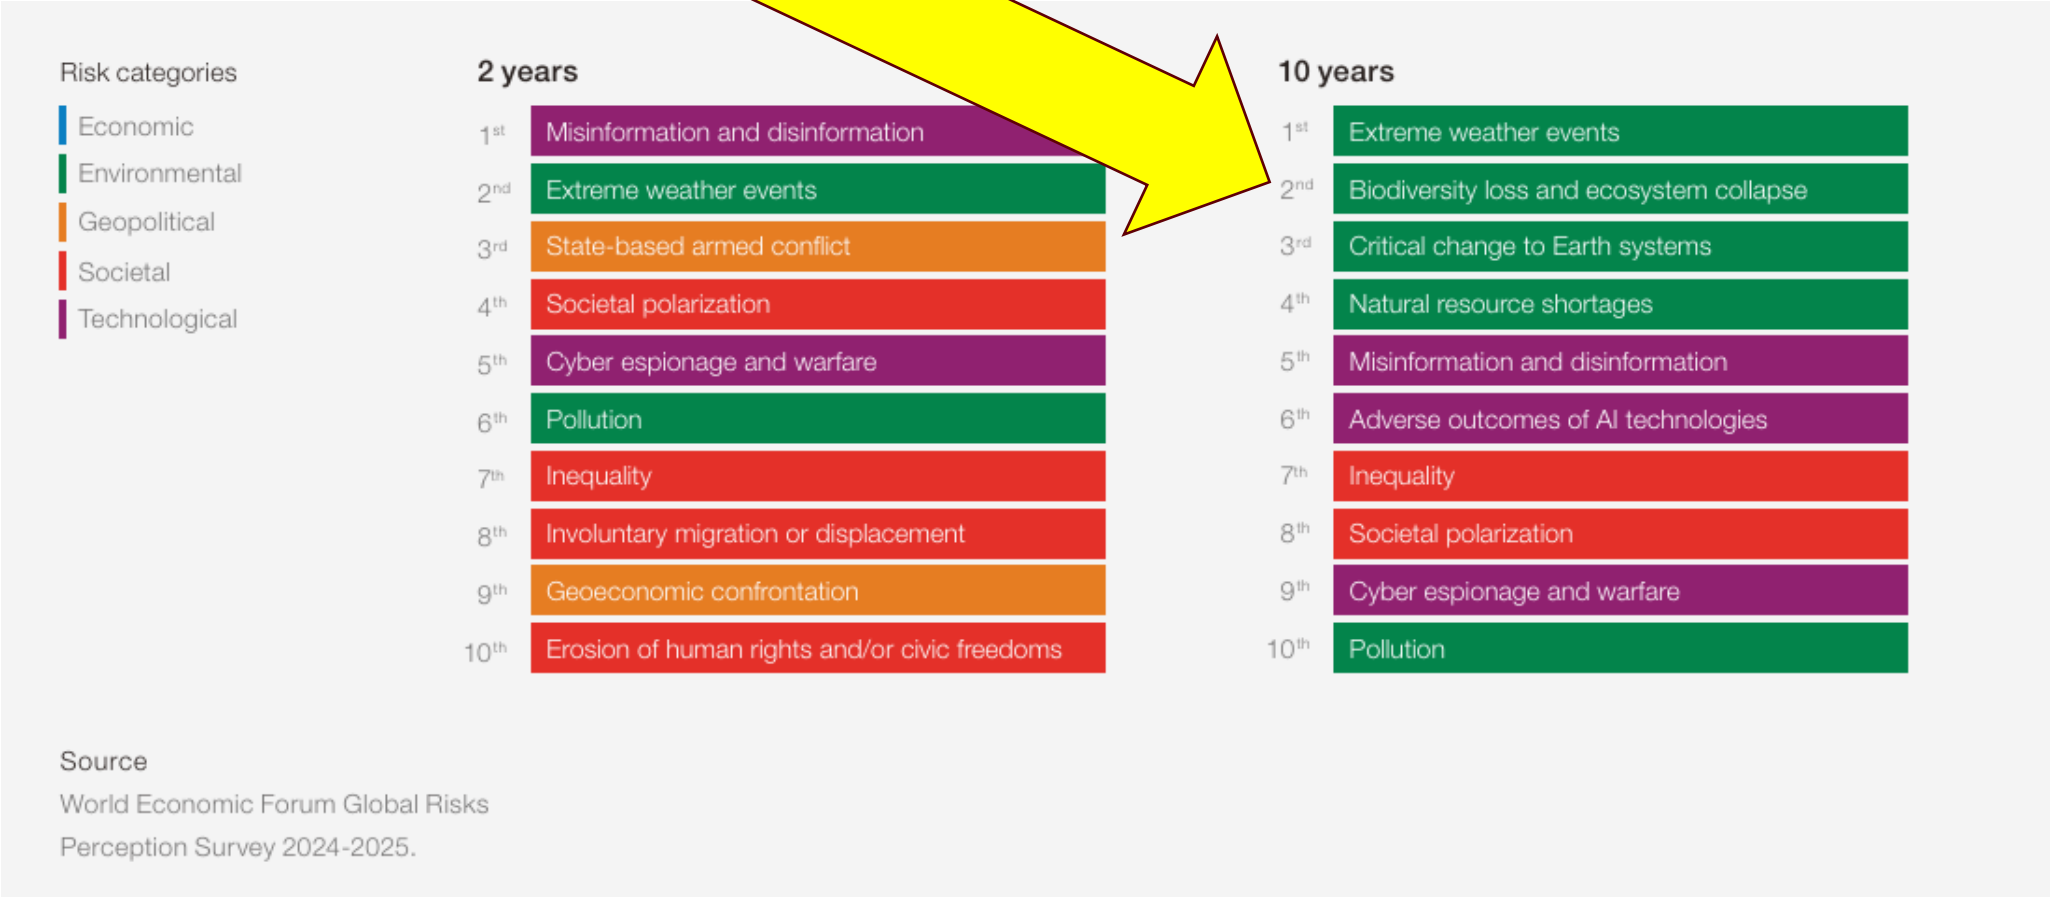 Risk categories
Economic
Environmental
Geopolitical
Societal
Technological
2 years
1st Misinformation and disinformation
2nd Extreme weather events
3rd State-based armed conflict
4th Societal polarization
5th Cyber espionage and warfare
6th Pollution
7th Inequality
8th Involuntary migration or displacement
9th Geoeconomic confrontation
10th Erosion of human rights and/or civic freedoms
10 years
1st Extreme weather events
2nd Biodiversity loss and ecosystem collapse
3rd Critical change to Earth systems
4th Natural resource shortages
5th Misinformation and disinformation
6th Adverse outcomes of AI technologies
7th Inequality
8th Societal polarization
9th Cyber espionage and warfare
10th Pollution
Source
World Economic Forum Global Risks
Perception Survey 2024-2025.